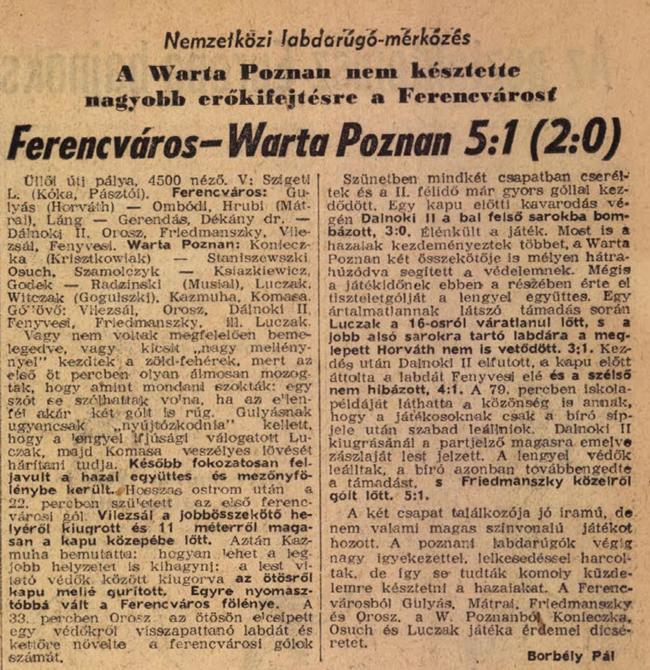 Nemzetközi labdarúgó-mérkőzés
A Warta Poznan nem késztette
nagyobb erőkifejtésre a Ferencvárost
Ferencváros—Warta Poznan 5:1 (2:0)
Üllői úti pálya, 4500 néző. V: Szigeti
L. (Kóka, Pásztói). Ferencváros: Gu-
lyás (Horváth) — Ombódi, Hrubi (Mát-
rai), Láng — Gerendás, Dékány dr. —
Dálnoki II, Orosz, Friedmanszky, Vile-
zsál, Fenyvesi. Warta Poznan: Koniecz-
ka (Krisztkowiak) — Staniszewszki
Osuch, Szamolczyk — Ksiazkiewicz,
Godek — Radzinski (Musial), Luczak,
Witczak (Goguiszki), Kazmuha, Komasa.
Vilezsál, Orosz, Dálnoki II
Fenyvesi, Friedmanszky, ill. Luczak.
Vagy nem voltak megfelelően beme-
legedve, vagy kicsit „nagy mellény-
nyel” kezdtek a zöld-fehérek, mert az
első öt percben olyan álmosan mozog-
tak, hogy amint mondani szokták: egy
szót se szólhattak volna, ha az ellen-
fél akár két gólt is rúg. Gulyásnak
ugyancsak „nyújtózkodnia” kellett,
hogy a lengyel ifjúsági válogatott Lu-
czak, majd Komasa veszélyes lövését
hárítani tudja. Később fokozatosan fel-
javult a hazai együttes és mezőnyfö-
lénybe került. Hosszas ostrom után a
22. percben született az első ferenc-
városi gól. Vilezsál a jobbösszekötő he-
lyéről kiugrott és 11 méterről maga-
san a kapu közepébe lőtt. Aztán Kaz-
muha bemutatta: hogyan lehet a leg-
jobb helyzetet is kihagyni: a lest vi-
tató védők között kiugorva az ötösről
kapu mellé gurított. Egyre nyomasz-
tóbbá vált a Ferencváros fölénye. A
33. percben Orosz az ötösön elcsípett
egy védőkről visszapattanó labdát és
kettőre növelte a ferencvárosi gólok
számát.
Szünetben mindkét csapatban cserél-
tek és a II. félidő már gyors góllal kez-
dődött. Egy kapu előtti kavarodás vé-
gén Dalnoki II a bal felső sarokba bom-
bázott, 3:0. Élénkült a játék. Most is a
hazaiak kezdeményeztek többet, a Warta
Poznan két összekötője is mélyen hátra-
húzódva segített a védelemnek. Mégis
a játékidőnek ebben a részében érte el
tiszteletgólját a lengyel együttes. Egy
ártalmatlannak látszó támadás során
Luczak a 16-osról váratlanul lőtt, s a
jobb alsó sarokra tartó labdára a meg-
lepett Horváth nem is vetődött. 3:1. Kez-
dés után Dalnoki II elfutott, a kapu előtt
áttolta a labdát Fenyvesi elé és a szélső
nem hibázott, 4:1. A 79. percben iskola-
példáját láthatta a közönség is annak,
hogy a játékosoknak csak a bíró síp-
jele után szabad leállniok. Dalnoki II
kiugrásánál a partjelző magasra emelve
zászlaját lest jelzett. A lengyel védők
leálltak, a bíró azonban továbbengedte
a támadást, s Friedmanszky közelről
gólt lőtt. 5:1.
A két csapat találkozója jó iramú, de
nem valami magas színvonalú játékot
hozott. A poznani labdarúgók végig
nagy igyekezettel, lelkesedéssel harcol-
tak, de így se tudták komoly küzde-
lemre késztetni a hazaiakat. A Ferenc-
városból Gulyás, Mátrai, Friedmanszky
és Orosz, a W. Poznanból Konieczka,
Osuch és Luczak játéka érdemel dicsé-
retet.
Borbély Pál